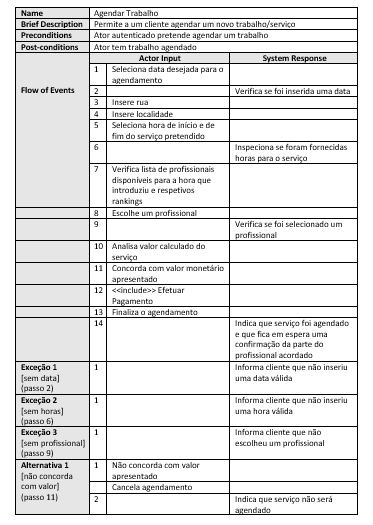 Name Agendar Trabalho
Brief Description Permite a um cliente agendar um novo trabalho/serviço
Preconditions Ator autenticado pretende agendar um trabalho
Post-conditions Ator tem trabalho agendado
Flow of Events
Actor Input System Response
1 Seleciona data desejada para o
agendamento
2 Verifica se foi inserida uma data
3 Insere rua
4 Insere localidade
5 Seleciona hora de início e de
fim do serviço pretendido
6 Inspeciona se foram fornecidas
horas para o serviço
7 Verifica lista de profissionais
disponíveis para a hora que
introduziu e respetivos
rankings
8 Escolhe um profissional
9 Verifica se foi selecionado um
profissional
10 Analisa valor calculado do
serviço
11 Concorda com valor monetário
apresentado
12 <<include>> Efetuar
Pagamento
13 Finaliza o agendamento
14 Indica que serviço foi agendado
e que fica em espera uma
confirmação da parte do
profissional acordado
Exceção 1
[sem data]
(passo 2)
1 Informa cliente que não inseriu
uma data válida
Exceção 2
[sem horas]
(passo 6)
1 Informa cliente que não inseriu
uma hora válida
Exceção 3
[sem profissional]
(passo 9)
1 Informa cliente que não
escolheu um profissional
Alternativa 1
[não concorda
com valor]
(passo 11)
1 Não concorda com valor
apresentado
Cancela agendamento
2 Indica que serviço não será
agendado